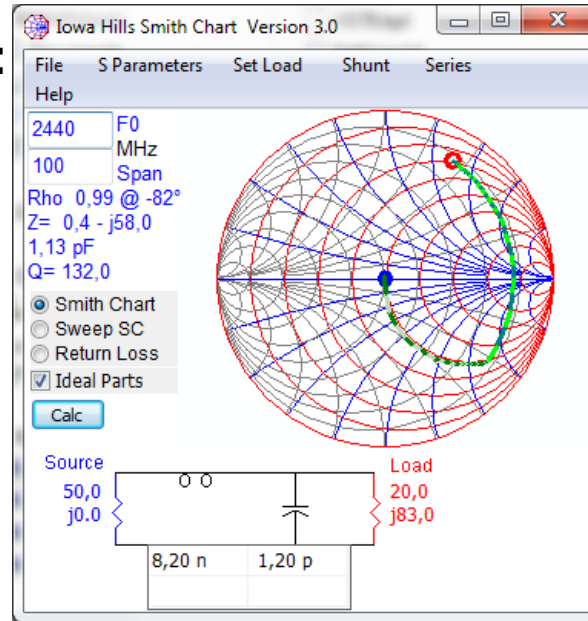 :
Iowa Hills Smith Chart Version 3.0
File S Parameters Set Load Shunt Series
Help
2440 F0
MHz
100 Span
Rho 0,99 @ -82°
Z= 0,4 - j58,0
1,13 pF
Q= 132,0
Smith Chart
Sweep SC
Return Loss
Ideal Parts
Calc
Source Load
50,0 20,0
j0.0 j83,0
8,20 n 1,20 p